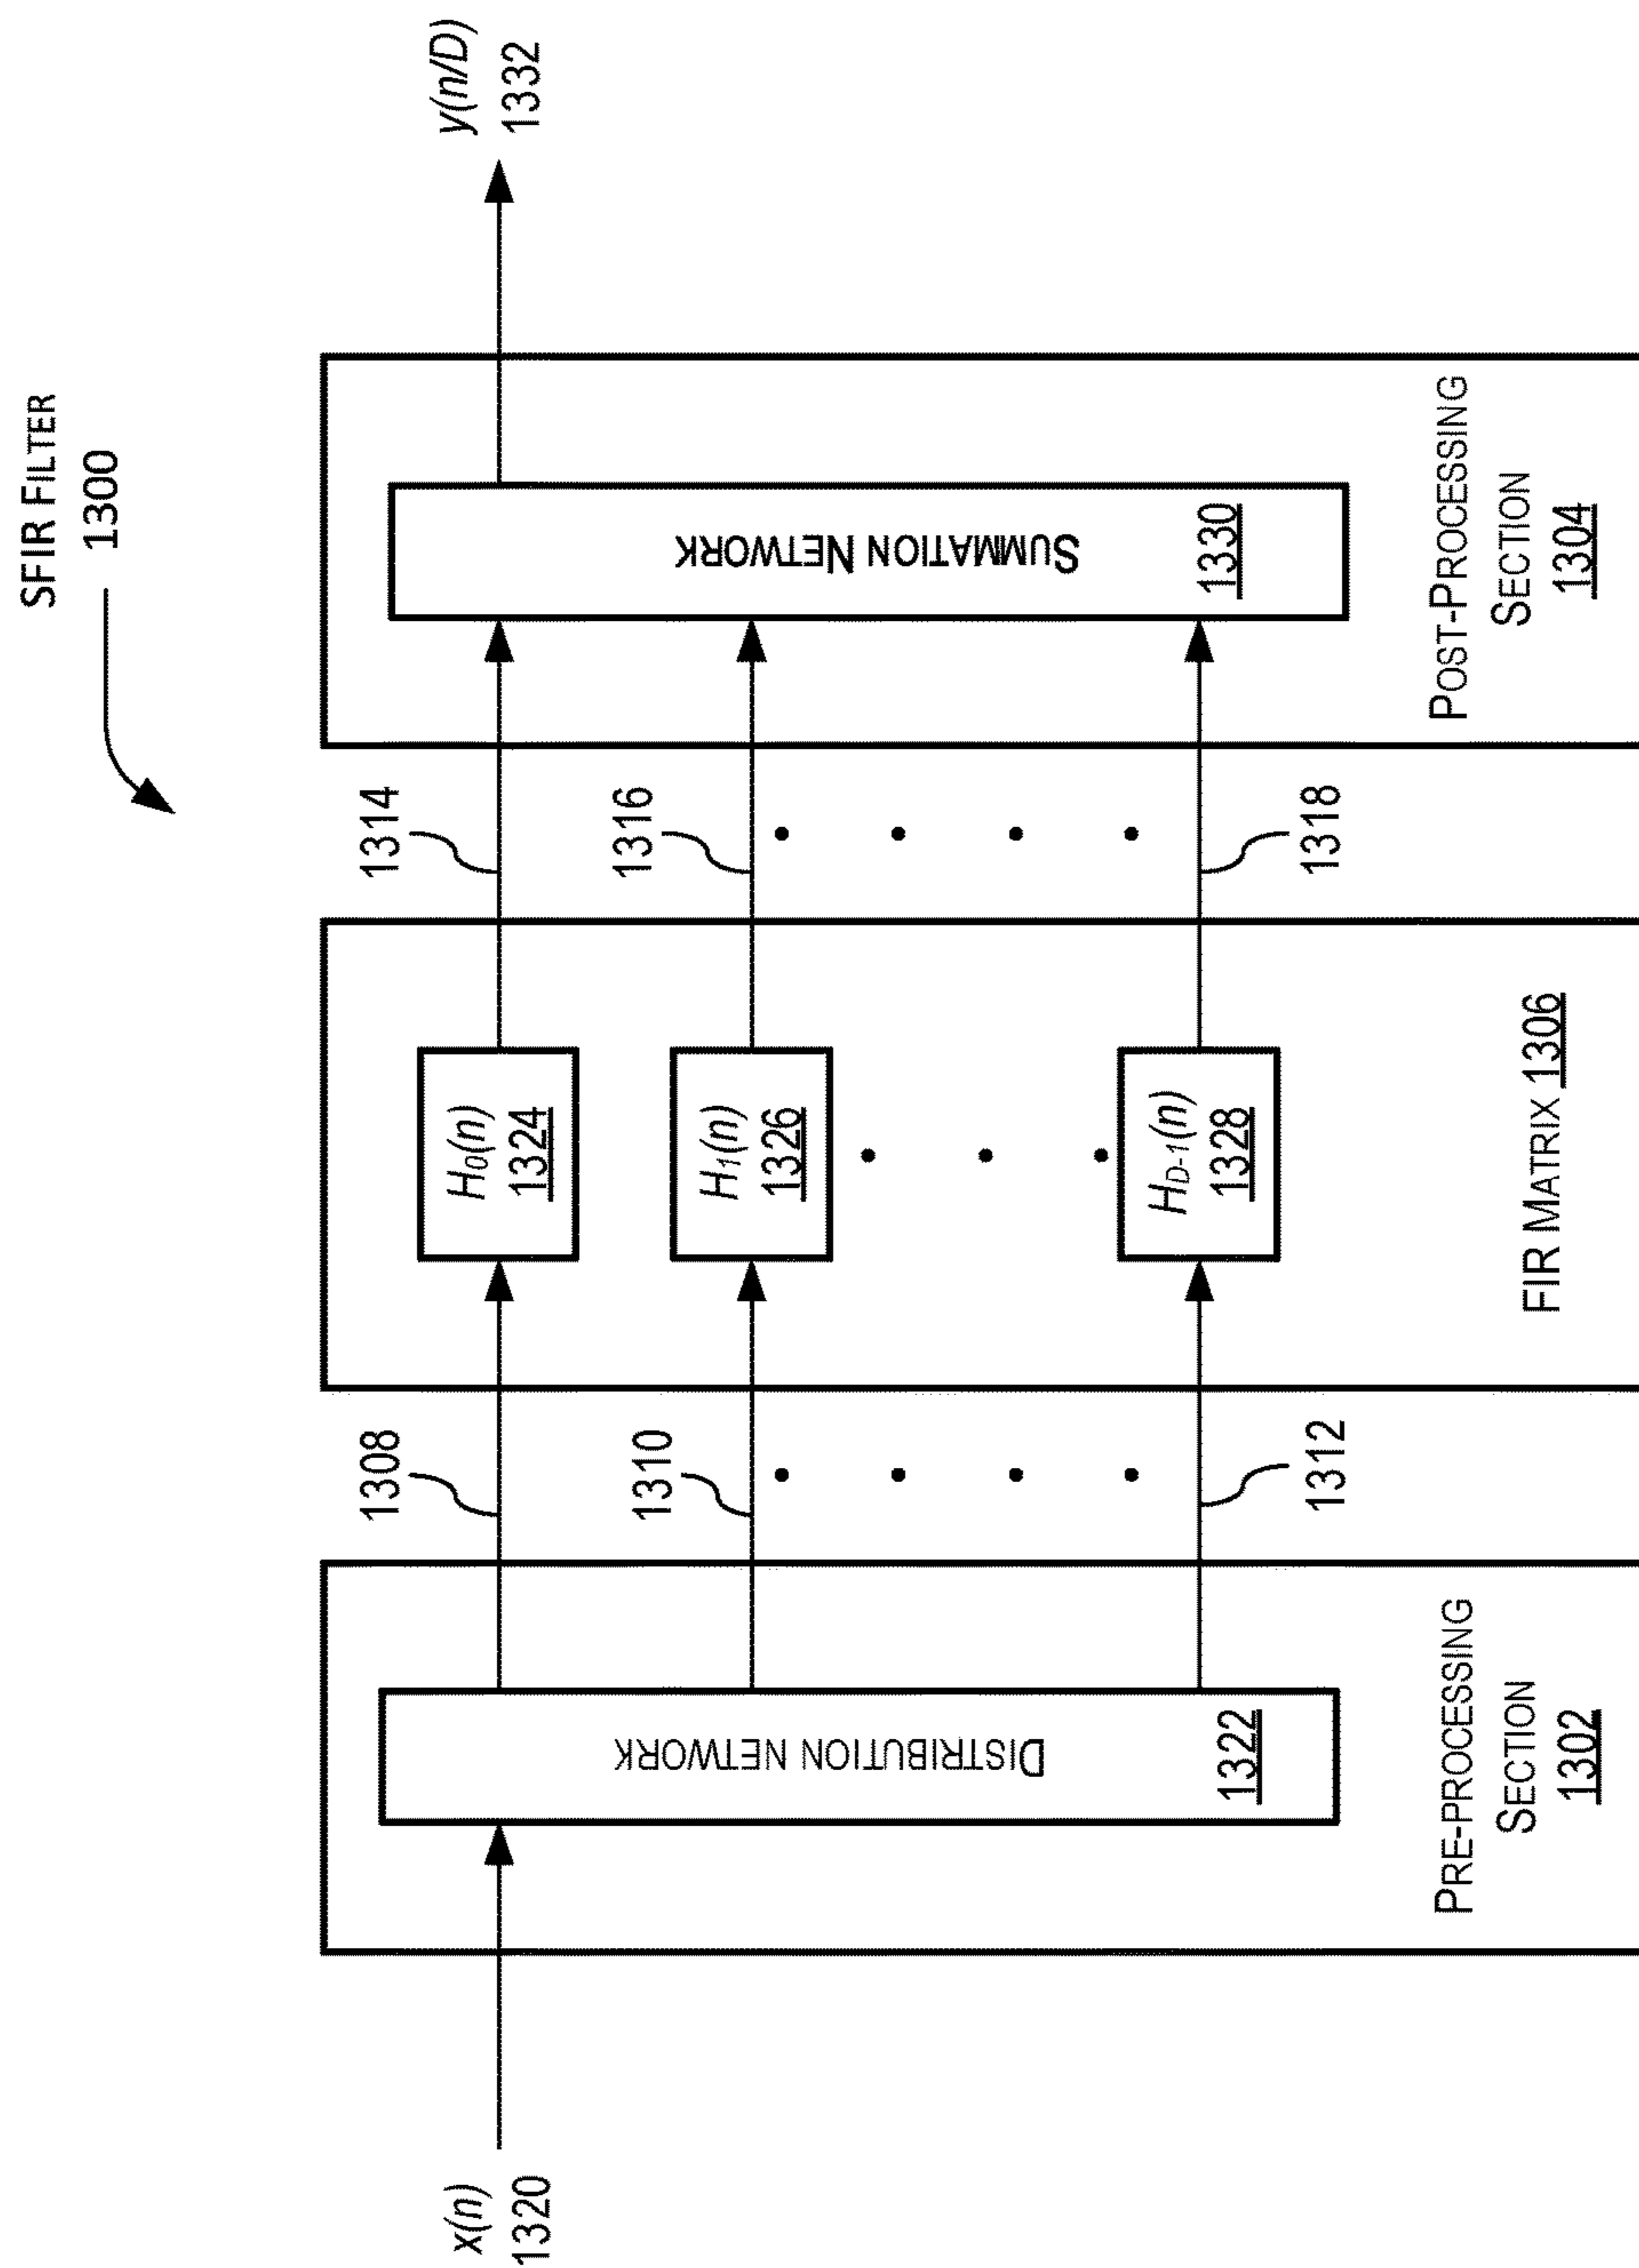 SFIR FILTER
1300
x(n)
1320
DISTRIBUTION NETWORK
1322
PRE-PROCESSING
SECTION
1302
1308
1310
1312
H0(n)
1324
H1(n)
1326
HD-1(n)
1328
FIR MATRIX 1306
1314
1316
1318
SUMMATION NETWORK
1330
POST-PROCESSING
SECTION
1304
y(n/D)
1332